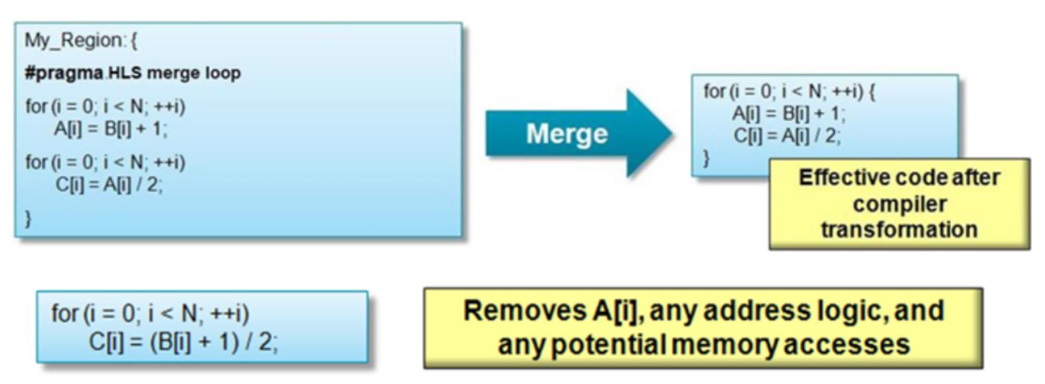 My_Region: {
#pragma HLS merge loop
for (i = 0; i < N; ++i)
A[i] = B[i] + 1;
for (i = 0; i < N; ++i)
C[i] = A[i] / 2;
}
Merge
for (i = 0; i < N; ++i) {
A[i] = B[i] + 1;
C[i] = A[i] / 2;
}
Effective code after
compiler
transformation
for (i = 0; i < N; ++i)
C[i] = (B[i] + 1) / 2;
Removes A[i], any address logic, and
any potential memory accesses